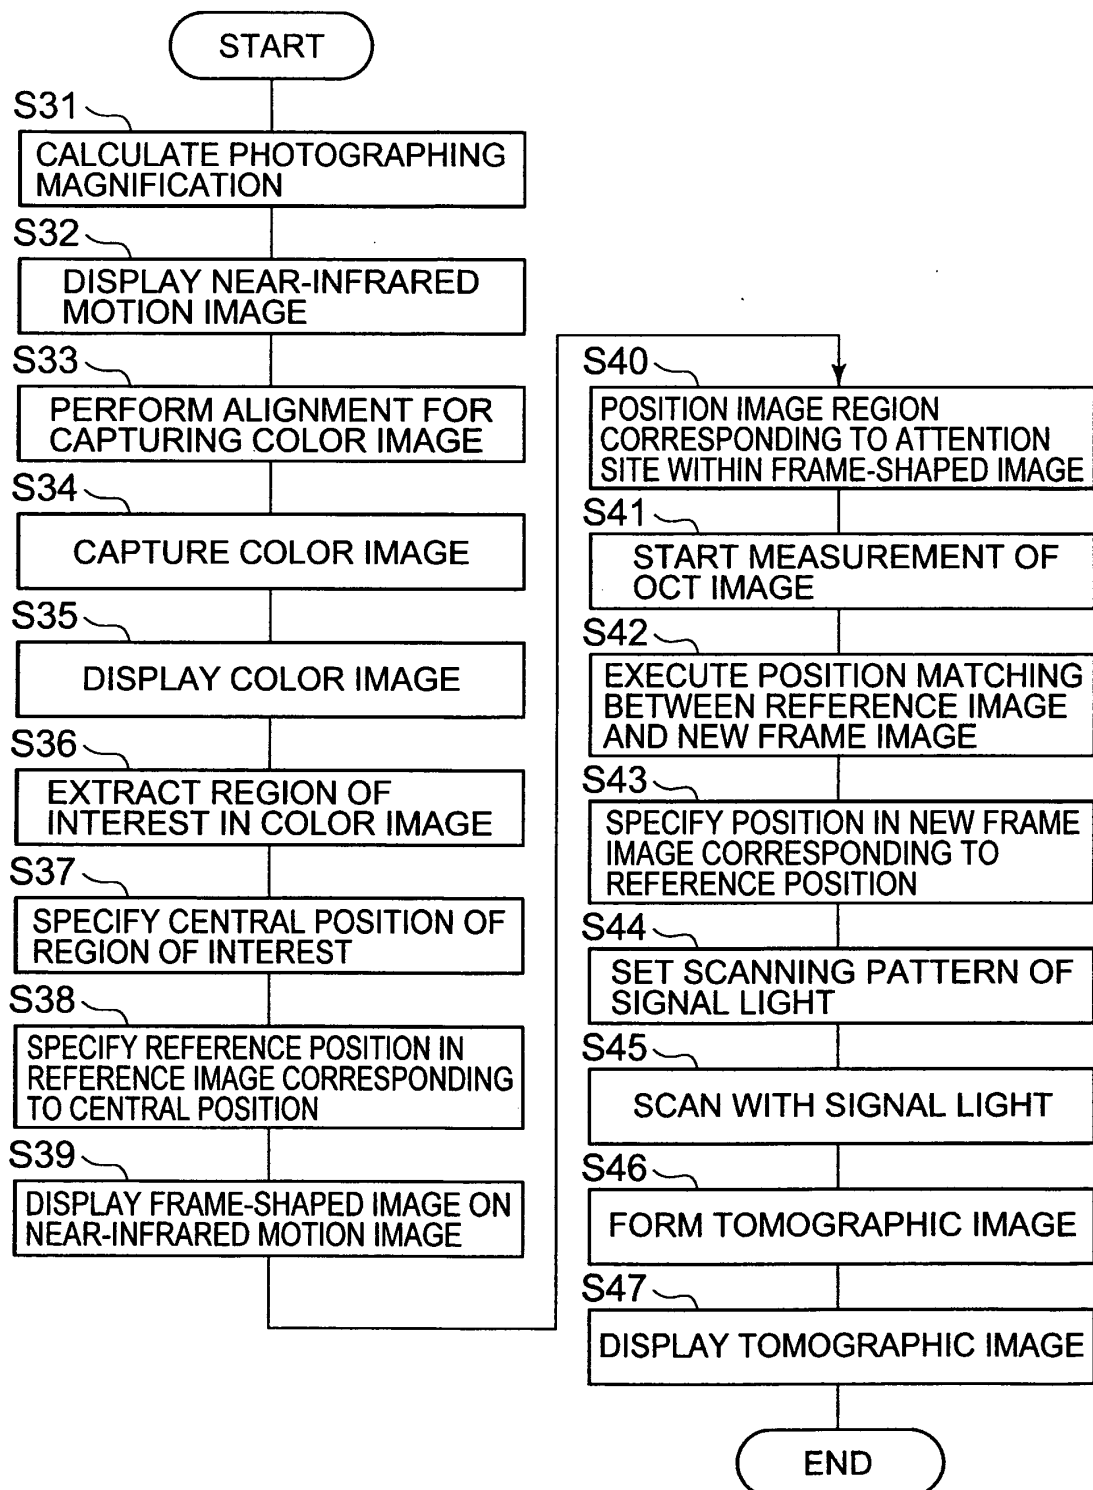 START
S31
CALCULATE PHOTOGRAPHING
MAGNIFICATION
S32
DISPLAY NEAR-INFRARED
MOTION IMAGE
S33
PERFORM ALIGNMENT FOR
CAPTURING COLOR IMAGE
S34
CAPTURE COLOR IMAGE
S35
DISPLAY COLOR IMAGE
S36
EXTRACT REGION OF
INTEREST IN COLOR IMAGE
S37
SPECIFY CENTRAL POSITION OF
REGION OF INTEREST
S38
SPECIFY REFERENCE POSITION IN
REFERENCE IMAGE CORRESPONDING
TO CENTRAL POSITION
S39
DISPLAY FRAME-SHAPED IMAGE ON
NEAR-INFRARED MOTION IMAGE
S40
POSITION IMAGE REGION
CORRESPONDING TO ATTENTION
SITE WITHIN FRAME-SHAPED IMAGE
S41
START MEASUREMENT OF
OCT IMAGE
S42
EXECUTE POSITION MATCHING
BETWEEN REFERENCE IMAGE
AND NEW FRAME IMAGE
S43
SPECIFY POSITION IN NEW FRAME
IMAGE CORRESPONDING TO
REFERENCE POSITION
S44
SET SCANNING PATTERN OF
SIGNAL LIGHT
S45
SCAN WITH SIGNAL LIGHT
S46
FORM TOMOGRAPHIC IMAGE
S47
DISPLAY TOMOGRAPHIC IMAGE
END